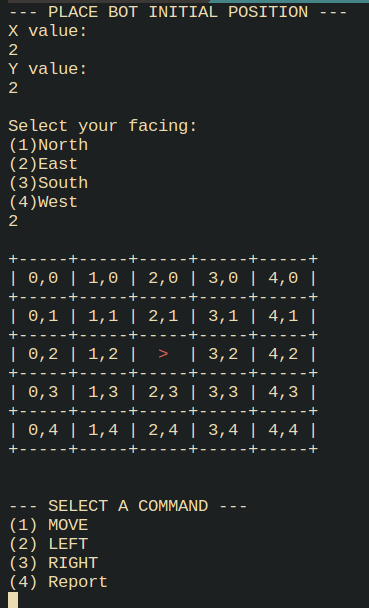 --- PLACE BOT INITIAL POSITION ---
X value:
2
Y value:
2

Select your facing:
(1)North
(2)East
(3)South
(4)West
2

+-----+-----+-----+-----+-----+
| 0,0 | 1,0 | 2,0 | 3,0 | 4,0 |
+-----+-----+-----+-----+-----+
| 0,1 | 1,1 | 2,1 | 3,1 | 4,1 |
+-----+-----+-----+-----+-----+
| 0,2 | 1,2 |  >  | 3,2 | 4,2 |
+-----+-----+-----+-----+-----+
| 0,3 | 1,3 | 2,3 | 3,3 | 4,3 |
+-----+-----+-----+-----+-----+
| 0,4 | 1,4 | 2,4 | 3,4 | 4,4 |
+-----+-----+-----+-----+-----+

--- SELECT A COMMAND ---
(1) MOVE
(2) LEFT
(3) RIGHT
(4) Report